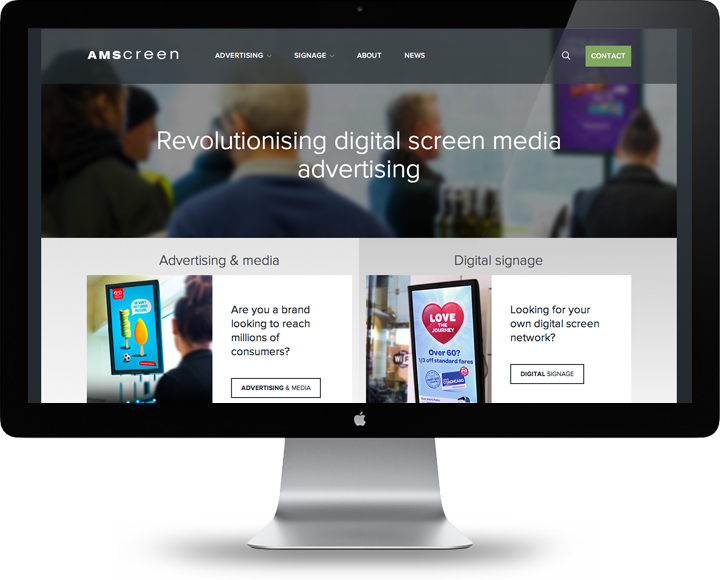 AMScreen
ADVERTISING
SIGNAGE
ABOUT
NEWS
CONTACT
Revolutionising digital screen media
advertising
Advertising & media
Digital signage
Are you a brand
looking to reach
millions of
consumers?
ADVERTISING & MEDIA
LOVE
THE
JOURNEY
Over 60?
1/3 off standard fares
Looking for your
own digital screen
network?
DIGITAL SIGNAGE